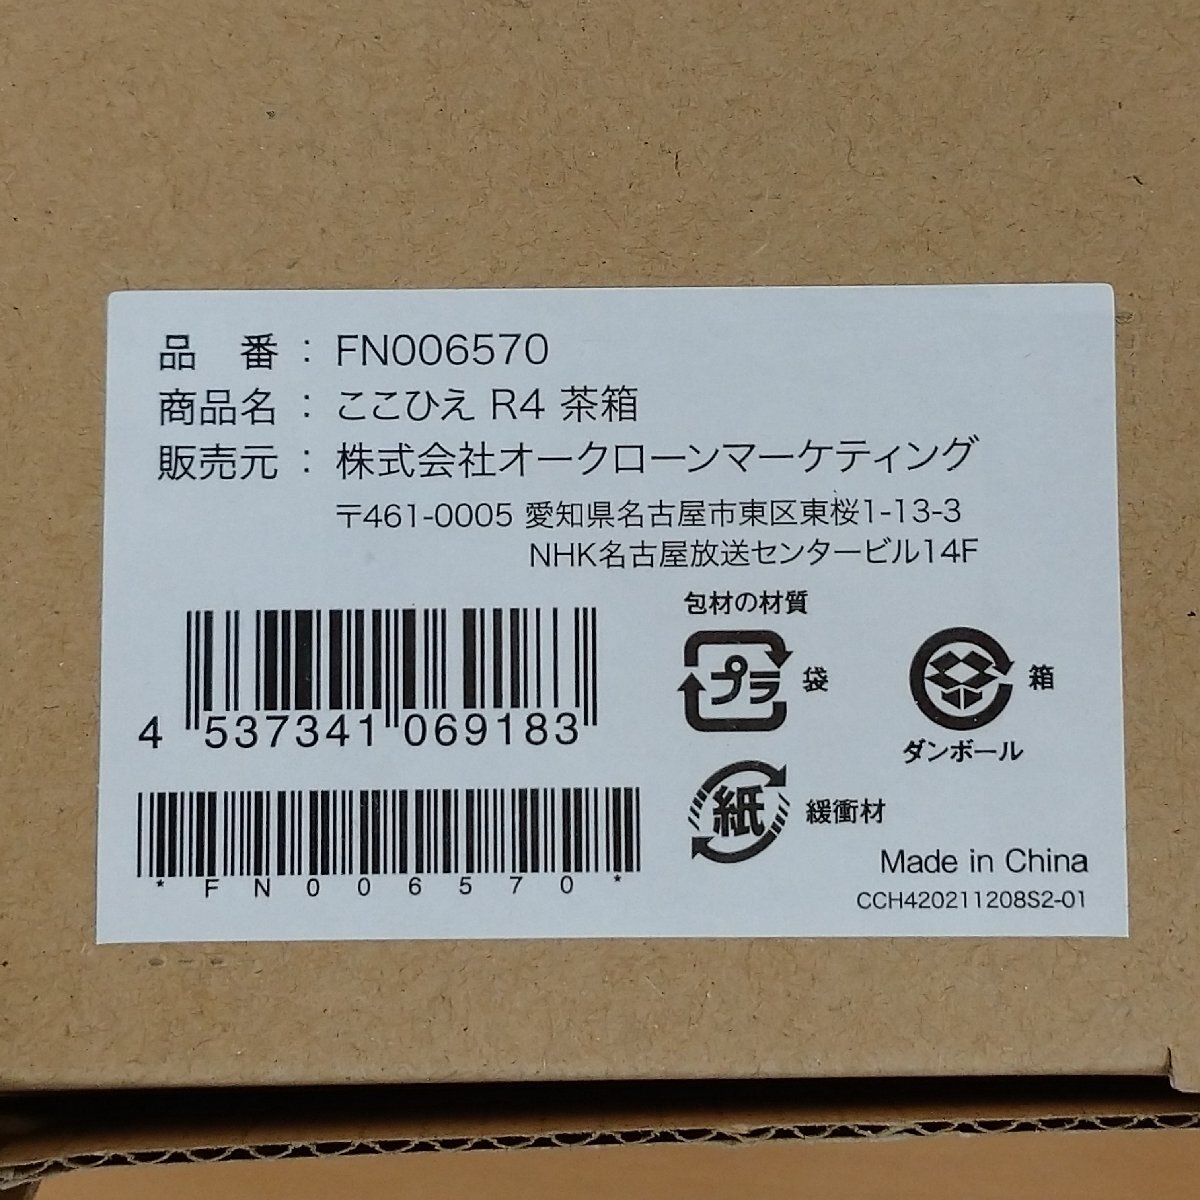 品 番 : FN006570
商品名 : ここひえ R4 茶箱
販売元 : 株式会社オークローンマーケティング
〒461-0005 愛知県名古屋市東区東桜1-13-3
NHK名古屋放送センタービル14F
包材の材質
プラ 袋
箱
ダンボール
紙 緩衝材
4 537341 069183
*FN006570*
Made in China
CCH420211208S2-01